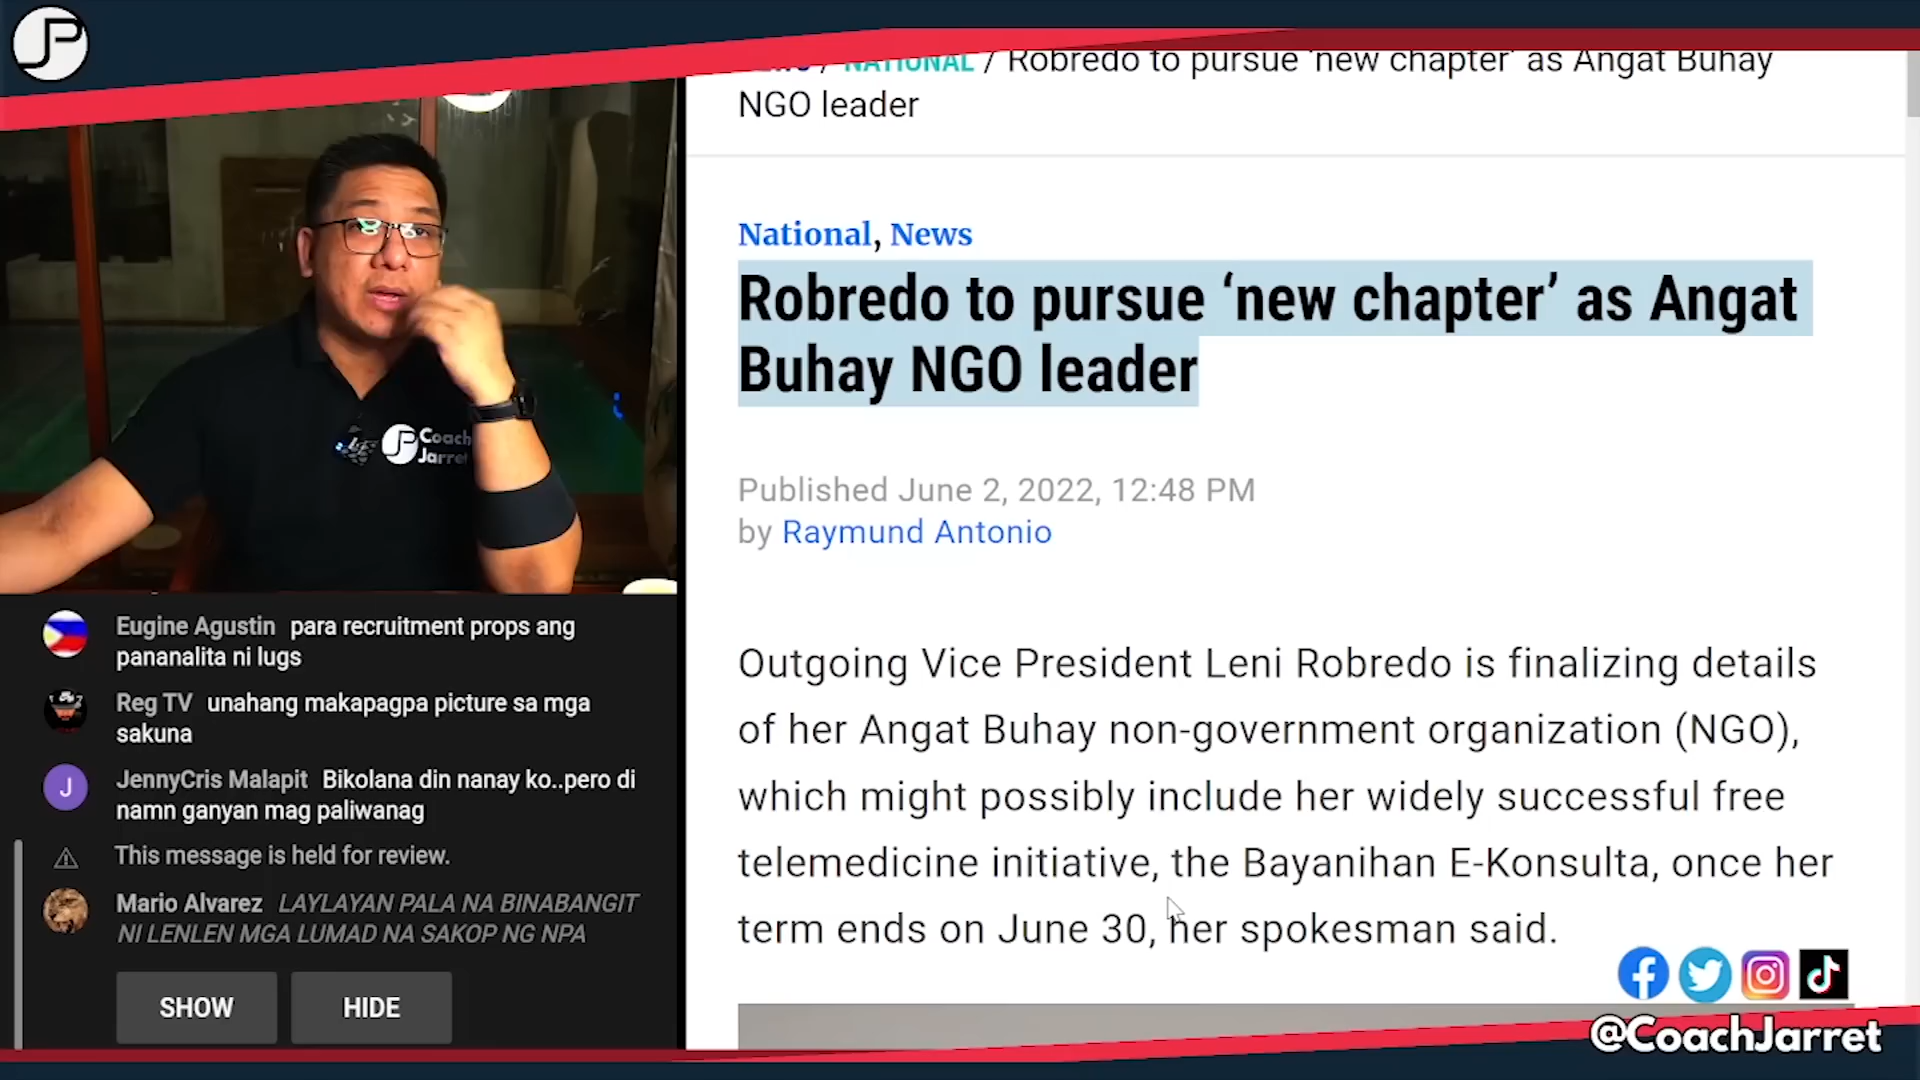 JP
NATIONAL / Robredo to pursue 'new chapter' as Angat Buhay
NGO leader
National, News
Robredo to pursue ‘new chapter’ as Angat
Buhay NGO leader
Published June 2, 2022, 12:48 PM
by Raymund Antonio
Outgoing Vice President Leni Robredo is finalizing details
of her Angat Buhay non-government organization (NGO),
which might possibly include her widely successful free
telemedicine initiative, the Bayanihan E-Konsulta, once her
term ends on June 30, her spokesman said.
JP Coach
Jarret
Eugine Agustin para recruitment props ang
pananalita ni lugs
Reg TV unahang makapagpa picture sa mga
sakuna
J
JennyCris Malapit Bikolana din nanay ko..pero di
namn ganyan mag paliwanag
This message is held for review.
Mario Alvarez LAYLAYAN PALA NA BINABANGIT
NI LENLEN MGA LUMAD NA SAKOP NG NPA
SHOW HIDE
@CoachJarret